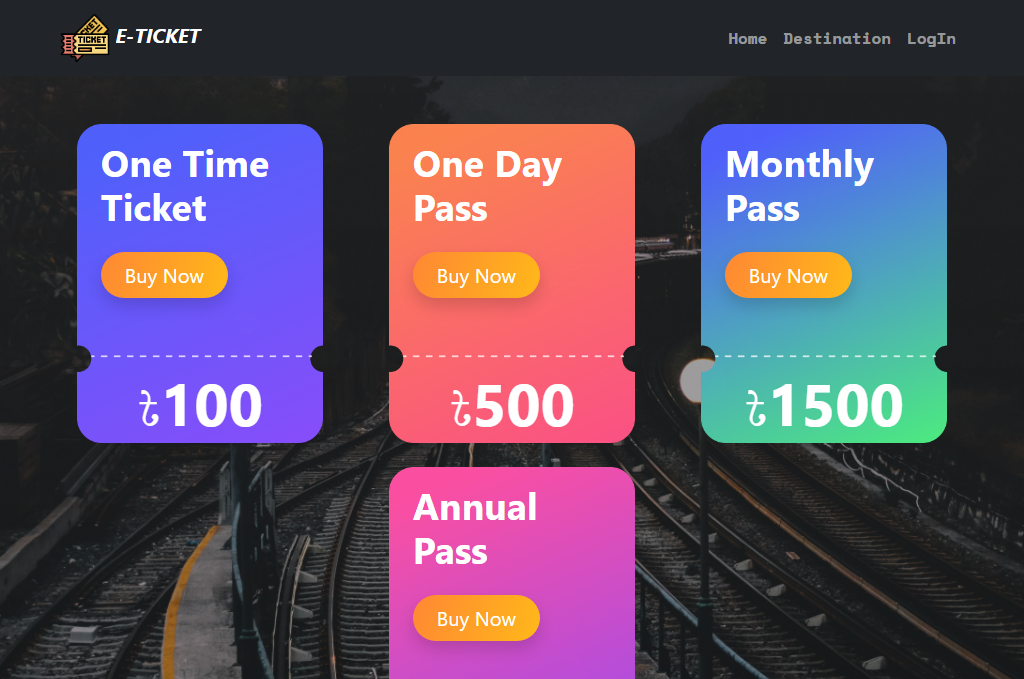 TICKET
E-TICKET
Home Destination LogIn
One Time
Ticket
Buy Now
৳100
One Day
Pass
Buy Now
৳500
Monthly
Pass
Buy Now
৳1500
Annual
Pass
Buy Now